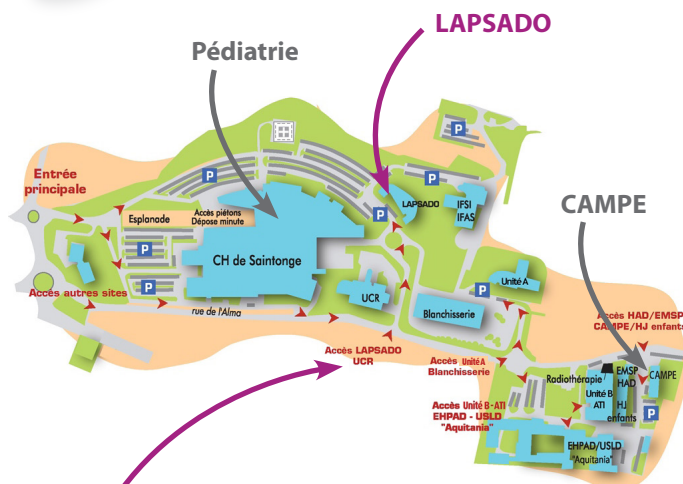 LAPSADO
Pédiatrie
CAMPE
P
P
P
P
P
P
P
P
Entrée
principale
Esplanade
Accès piétons
Dépose minute
LAPSADO
IFSI
IFAS
CH de Saintonge
Unité A
UCR
Blanchisserie
Accès autres sites
rue de l'Alma
Accès LAPSADO
UCR
Accès Unité A
Blanchisserie
Accès HAD/EMSP
CAMPE/HJ enfants
Radiothérapie
EMSP
HAD
CAMPE
Unité B
ATI
HJ
enfants
Accès Unité B-ATI
EHPAD - USLD
"Aquitania"
EHPAD/USLD
"Aquitania"